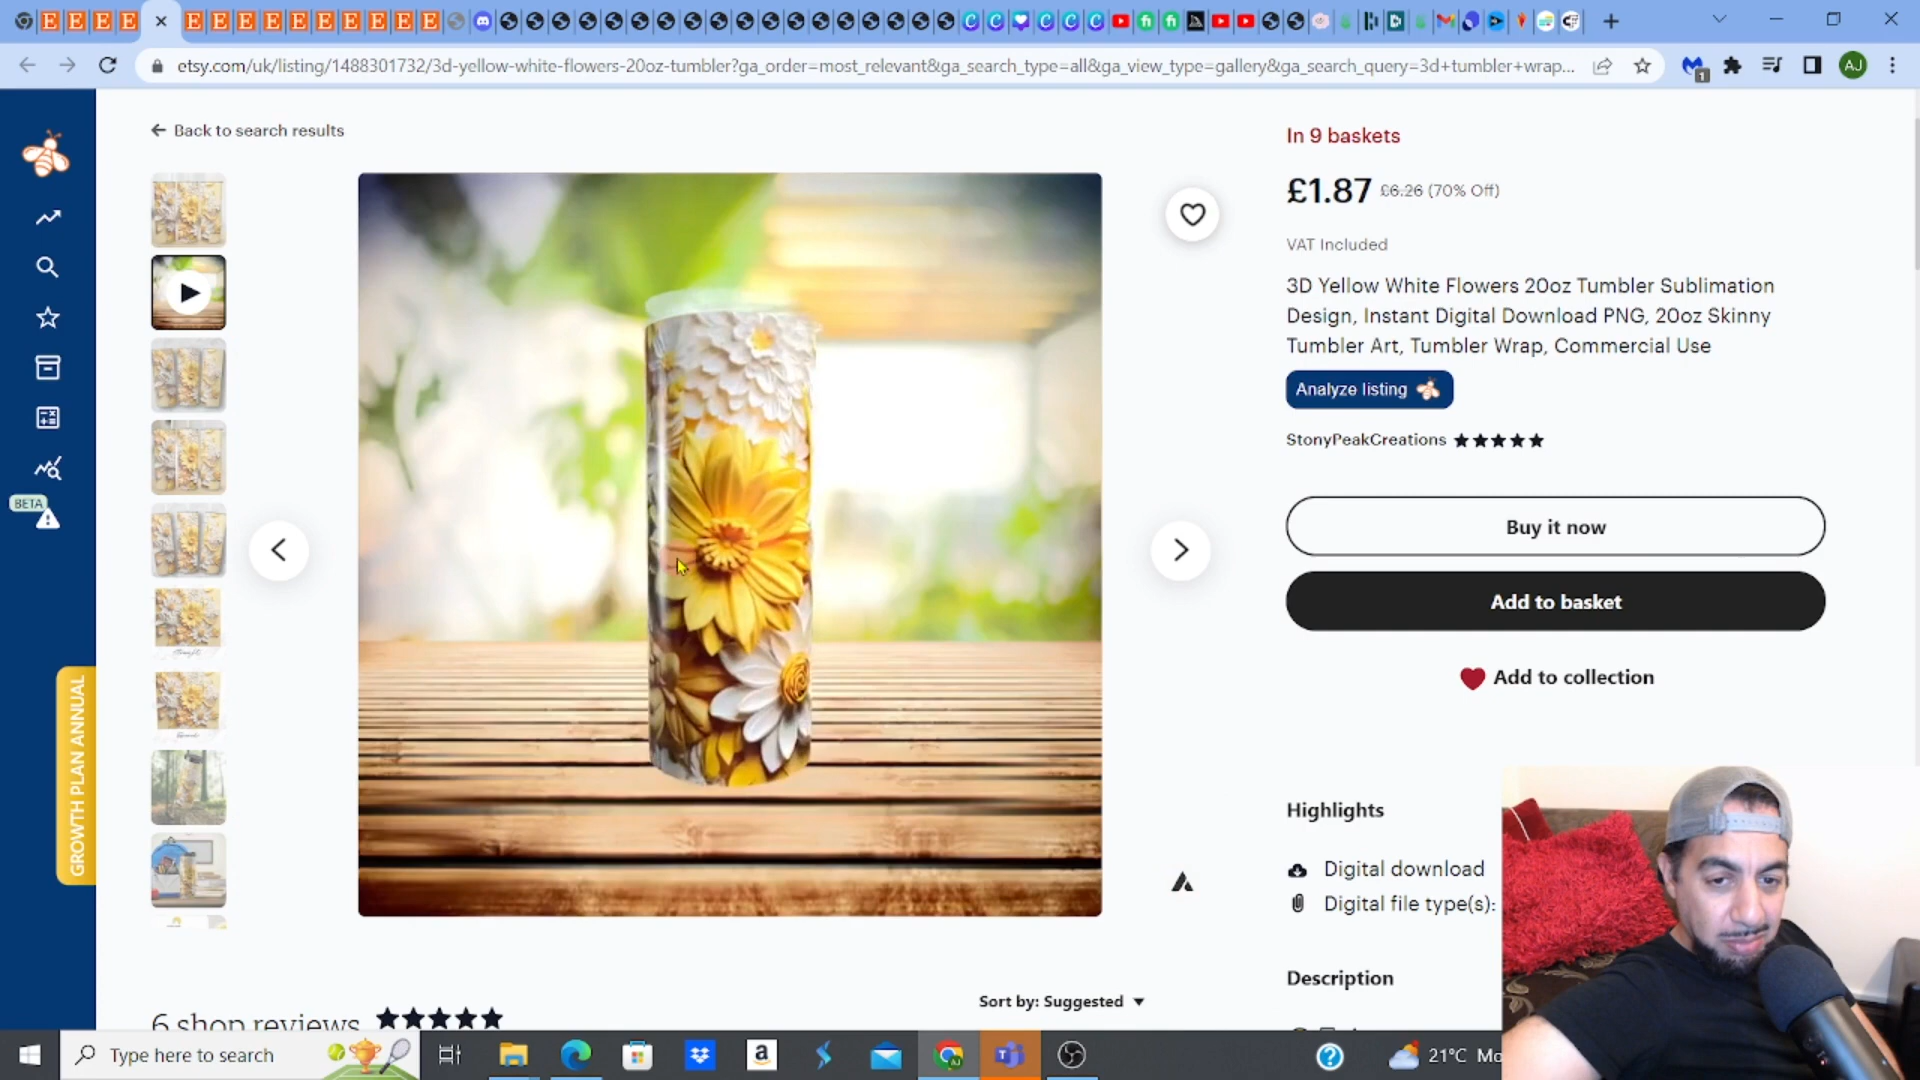 etsy.com/uk/listing/1488301732/3d-yellow-white-flowers-20oz-tumbler?ga_order=most_relevant&ga_search_type=all&ga_view_type=gallery&ga_search_query=3d+tumbler+wrap...
1
AJ
Back to search results
In 9 baskets
£1.87 £6.26 (70% Off)
VAT Included
3D Yellow White Flowers 20oz Tumbler Sublimation
Design, Instant Digital Download PNG, 20oz Skinny
Tumbler Art, Tumbler Wrap, Commercial Use
Analyze listing
StonyPeakCreations
BETA
Buy it now
Add to basket
Add to collection
GROWTH PLAN ANNUAL
Highlights
Digital download
Digital file type(s):
Description
Sort by: Suggested
6 shop reviews
Type here to search
21°C Mo